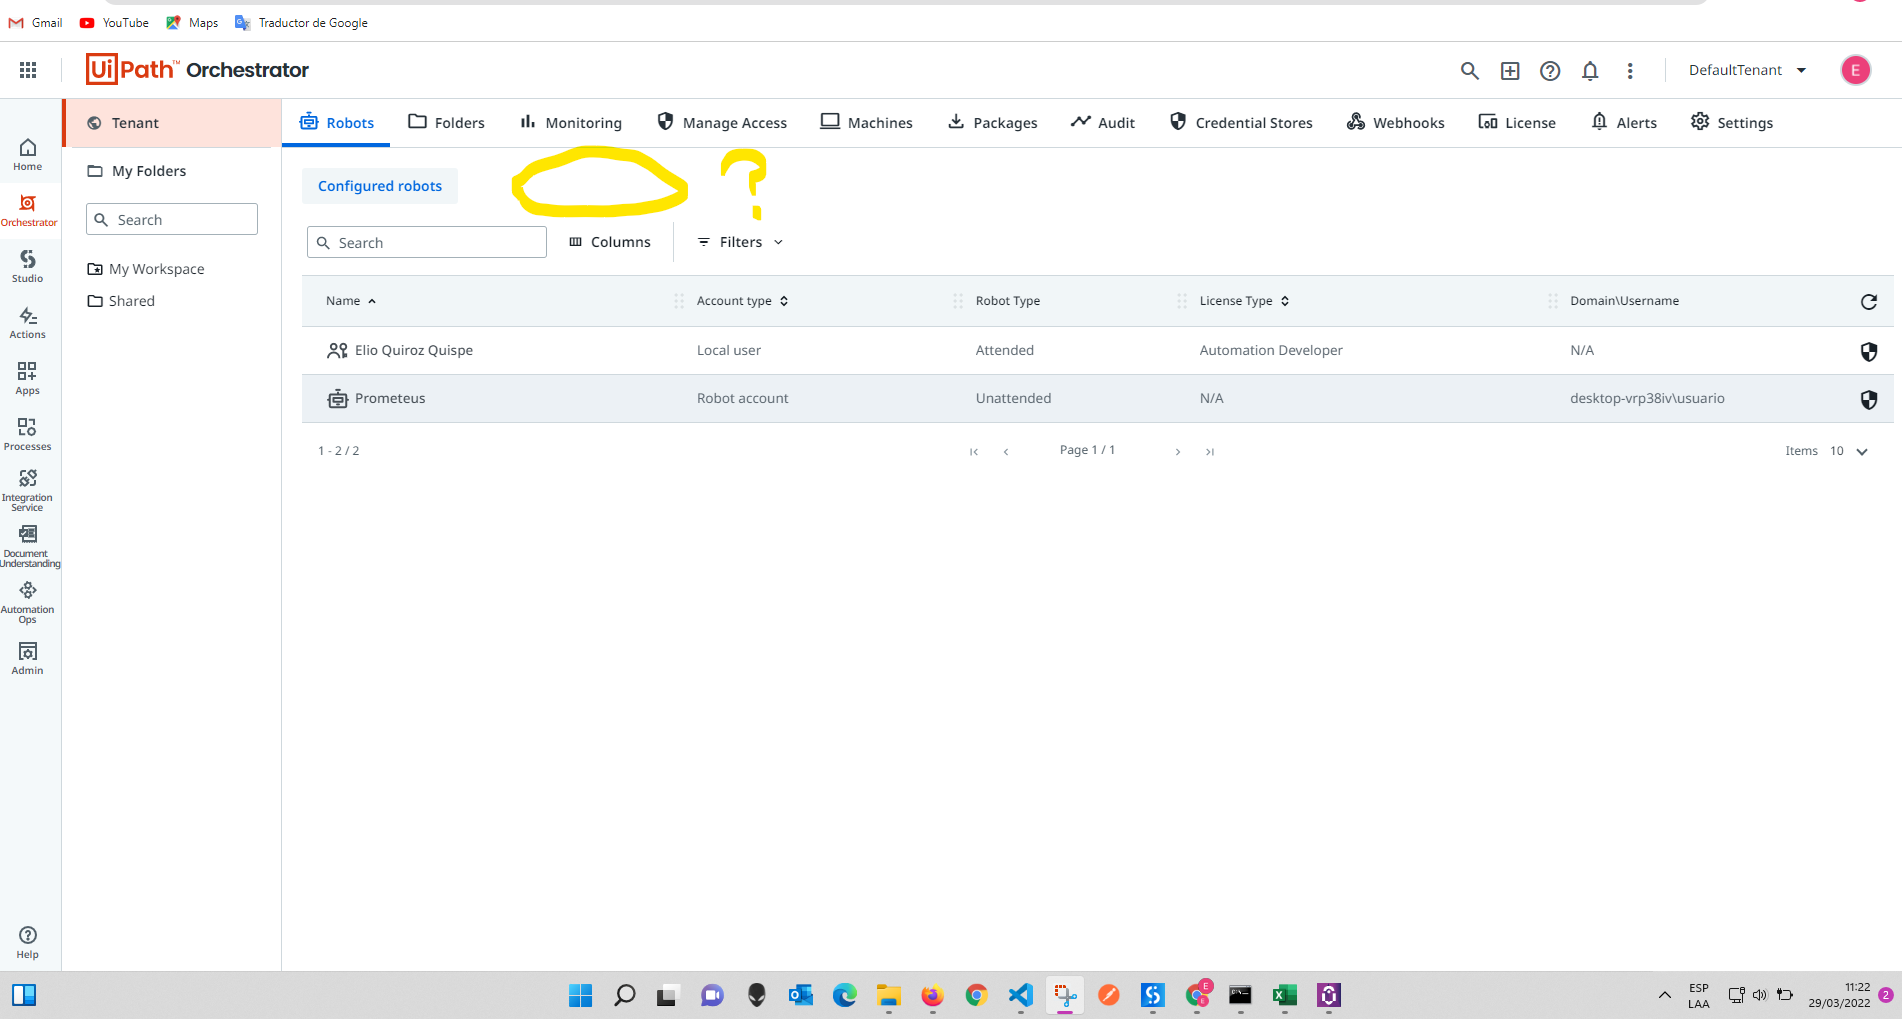 Gmail YouTube Maps Traductor de Google
UiPath™ Orchestrator DefaultTenant E
Tenant Robots Folders Monitoring Manage Access Machines Packages Audit Credential Stores Webhooks License Alerts Settings
Home
Orchestrator
Studio
Actions
Apps
Processes
Integration
Service
Document
Understanding
Automation
Ops
Admin
Help
My Folders
Search
My Workspace
Shared
Configured robots ?
Search Columns Filters
Name Account type Robot Type License Type Domain\Username
Elio Quiroz Quispe Local user Attended Automation Developer N/A
Prometeus Robot account Unattended N/A desktop-vrp38iv\usuario
1 - 2 / 2 Page 1 / 1 Items 10
ESP
LAA
11:22
29/03/2022 2